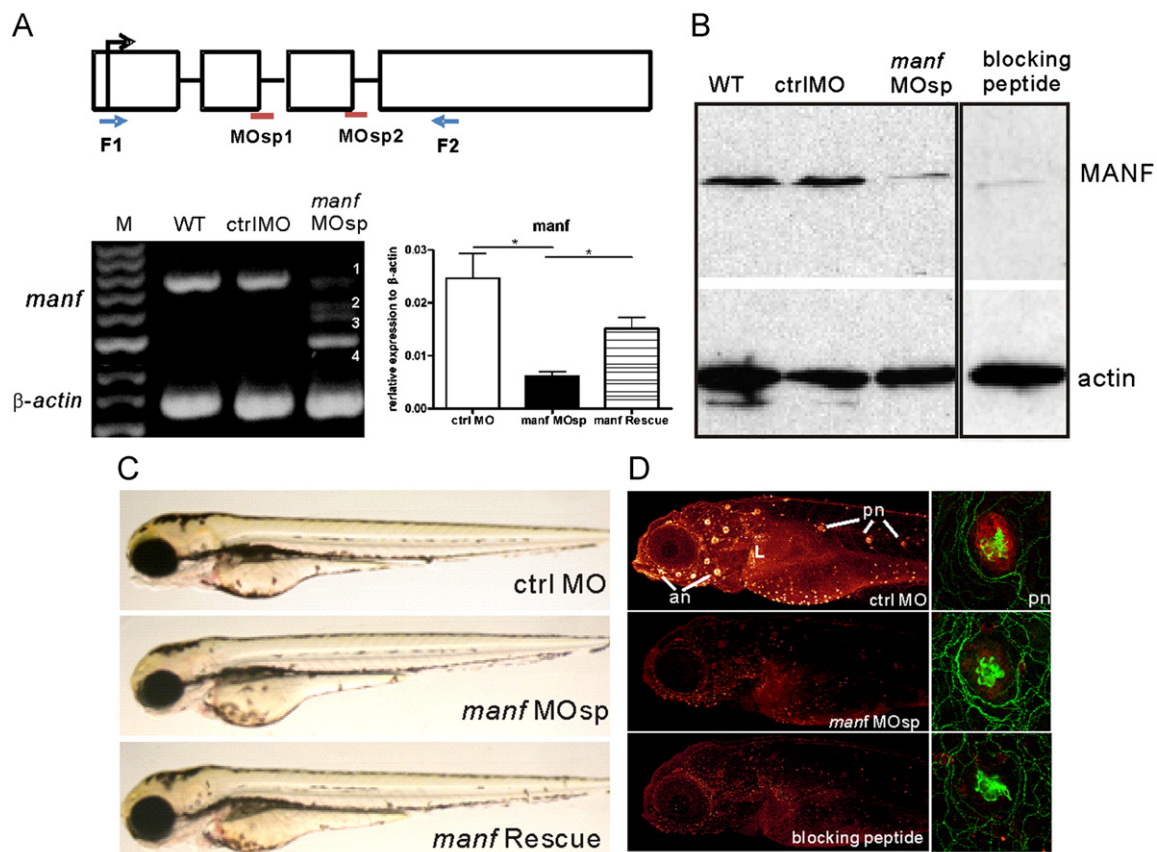 A
F1
MOsp1
MOsp2
F2
M
WT
ctrlMO
manf
MOsp
manf
β-actin
1
2
3
4
manf
rerlative expression to β-actin
0.03
0.02
0.01
0.00
*
*
ctrl MO
manf MOsp
manf Rescue
B
WT
ctrlMO
manf
MOsp
blocking
peptide
MANF
actin
C
ctrl MO
manf MOsp
manf Rescue
D
pn
L
an
ctrl MO
pn
manf MOsp
blocking peptide